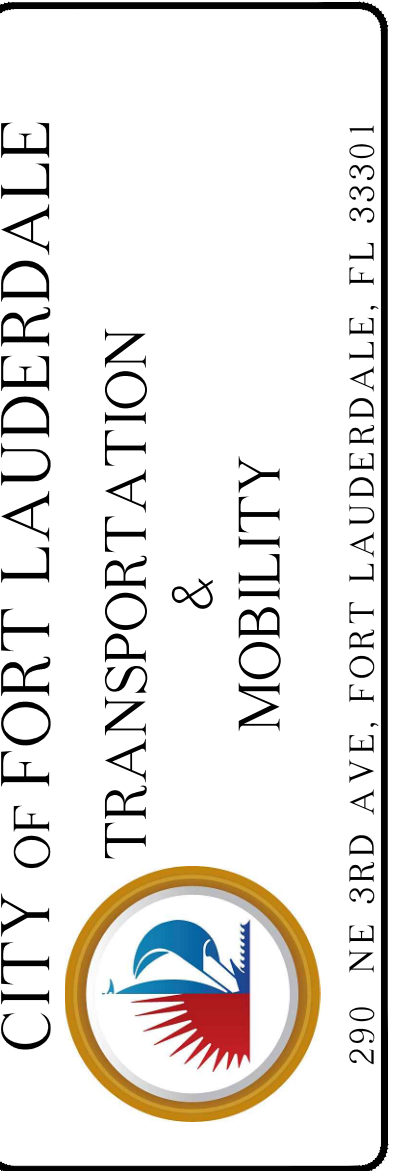 CITY OF FORT LAUDERDALE
TRANSPORTATION
&
MOBILITY
290 NE 3RD AVE, FORT LAUDERDALE, FL 33301